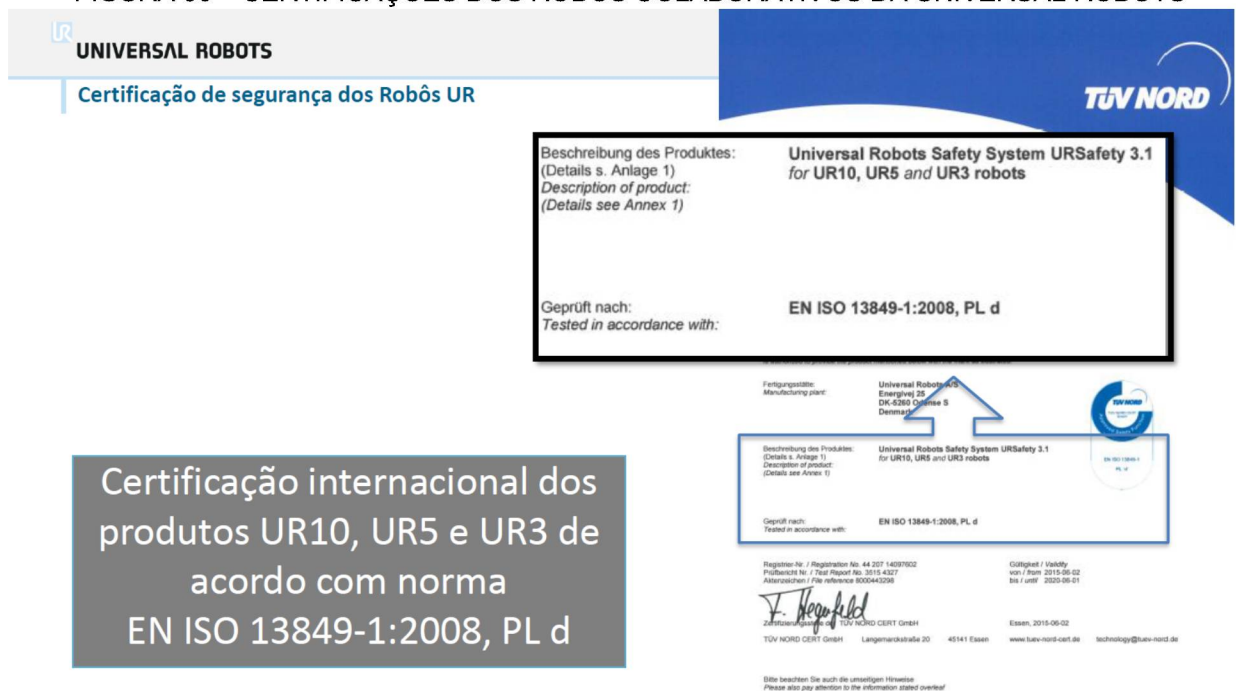 UR
UNIVERSAL ROBOTS
Certificação de segurança dos Robôs UR
TÜV NORD
Beschreibung des Produktes:
(Details s. Anlage 1)
Description of product:
(Details see Annex 1)
Universal Robots Safety System URSafety 3.1
for UR10, UR5 and UR3 robots
Geprüft nach:
Tested in accordance with:
EN ISO 13849-1:2008, PL d
Fertigungsstätte:
Manufacturing plant:
Universal Robots A/S
Energivej 25
DK-5260 Odense S
Denmark
TÜV NORD
Beschreibung des Produktes:
(Details s. Anlage 1)
Description of product:
(Details see Annex 1)
Universal Robots Safety System URSafety 3.1
for UR10, UR5 and UR3 robots
EN ISO 13849-1
PL d
Geprüft nach:
Tested in accordance with:
EN ISO 13849-1:2008, PL d
Certificação internacional dos
produtos UR10, UR5 e UR3 de
acordo com norma
EN ISO 13849-1:2008, PL d
Registrier-Nr. / Registration No. 44 207 14097602
Prüfbericht Nr. / Test Report No. 3515 4327
Aktenzeichen / File reference 8000443298
Gültigkeit / Validity
von / from 2015-06-02
bis / until 2020-06-01
TÜV NORD CERT GmbH
Essen, 2015-06-02
TÜV NORD CERT GmbH Langemarckstraße 20 45141 Essen www.tuev-nord-cert.de technology@tuev-nord.de
Bitte beachten Sie auch die umseitigen Hinweise
Please also pay attention to the information stated overleaf